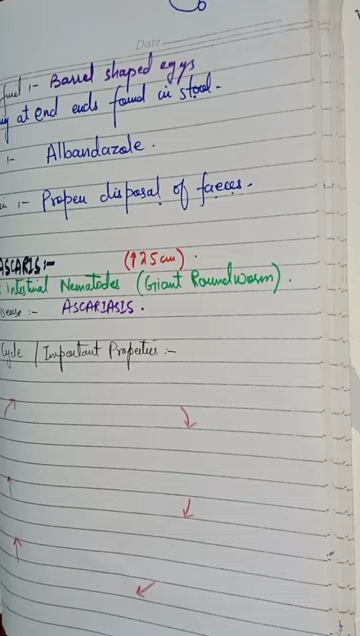 Date
:- Barrel shaped eggs
at end ends found in stool.
:- Albandazole.
:- Proper disposal of faeces.
ASCARIS:- (↑25cm).
Intestinal Nematodes (Giant Roundworm).
Disease:- ASCARIASIS.
Cycle / Important Properties:-